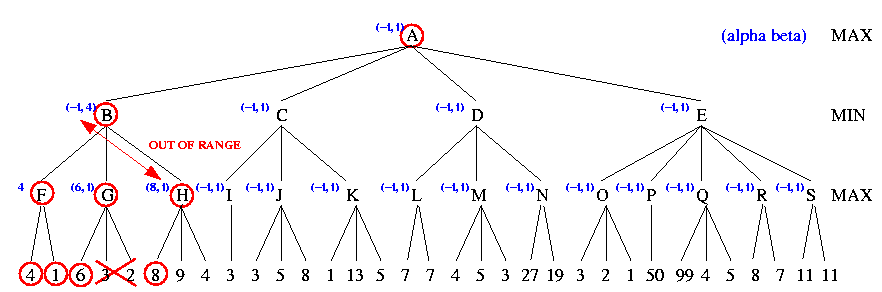 (−1, 1) A (alpha beta) MAX
(−1, 4) B (−1, 1) C (−1, 1) D (−1, 1) E MIN
OUT OF RANGE
4 F (6, 1) G (8, 1) H (−1, 1) I (−1, 1) J (−1, 1) K (−1, 1) L (−1, 1) M (−1, 1) N (−1, 1) O (−1, 1) P (−1, 1) Q (−1, 1) R (−1, 1) S MAX
4 1 6 3 2 8 9 4 3 3 5 8 1 13 5 7 7 4 5 3 27 19 3 2 1 50 99 4 5 8 7 11 11